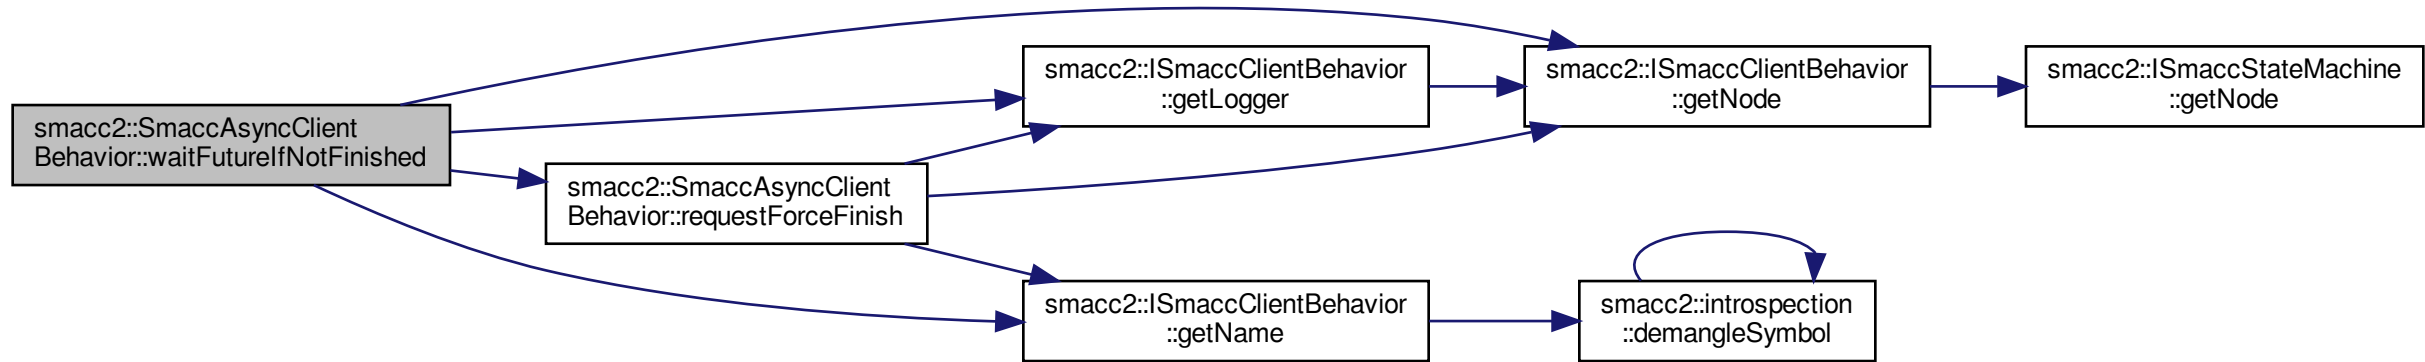 smacc2::SmaccAsyncClient
Behavior::waitFutureIfNotFinished
smacc2::SmaccAsyncClient
Behavior::requestForceFinish
smacc2::ISmaccClientBehavior
::getLogger
smacc2::ISmaccClientBehavior
::getName
smacc2::ISmaccClientBehavior
::getNode
smacc2::introspection
::demangleSymbol
smacc2::ISmaccStateMachine
::getNode